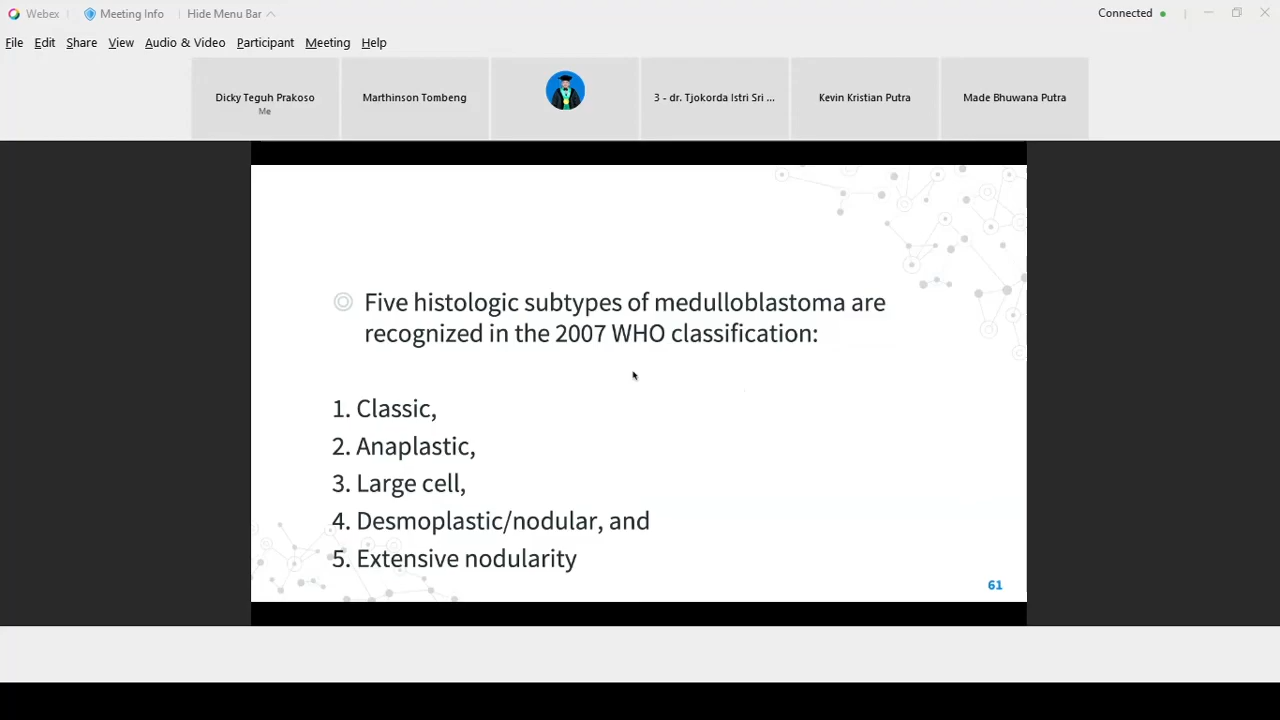 Webex
Meeting Info
Hide Menu Bar
Connected
File Edit Share View Audio & Video Participant Meeting Help
Dicky Teguh Prakoso
Me
Marthinson Tombeng
3 - dr. Tjokorda Istri Sri ...
Kevin Kristian Putra
Made Bhuwana Putra
Five histologic subtypes of medulloblastoma are
recognized in the 2007 WHO classification:
1. Classic,
2. Anaplastic,
3. Large cell,
4. Desmoplastic/nodular, and
5. Extensive nodularity
61